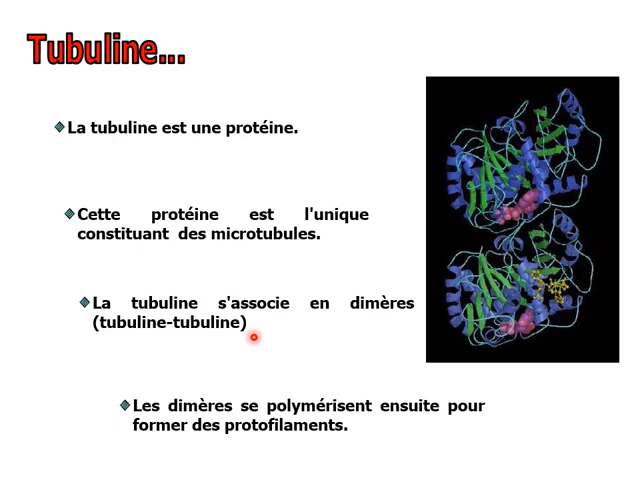 Tubuline...
La tubuline est une protéine.
Cette protéine est l'unique
constituant des microtubules.
La tubuline s'associe en dimères
(tubuline-tubuline)
Les dimères se polymérisent ensuite pour
former des protofilaments.